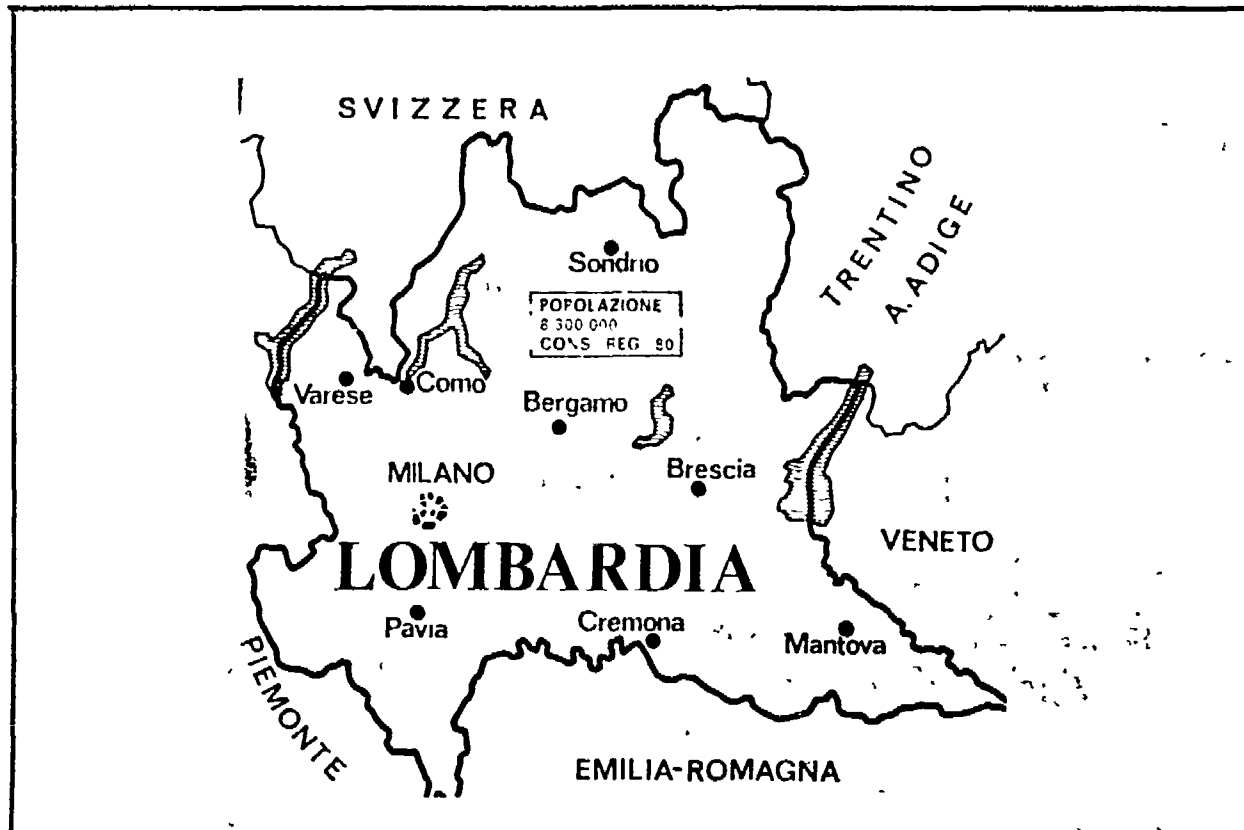 SVIZZERA
TRENTINO
A. ADIGE
Sondrio
POPOLAZIONE
8 300 000
CONS REG 80
Varese
Como
Bergamo
Brescia
MILANO
VENETO
LOMBARDIA
Pavia
Cremona
Mantova
PIEMONTE
EMILIA-ROMAGNA